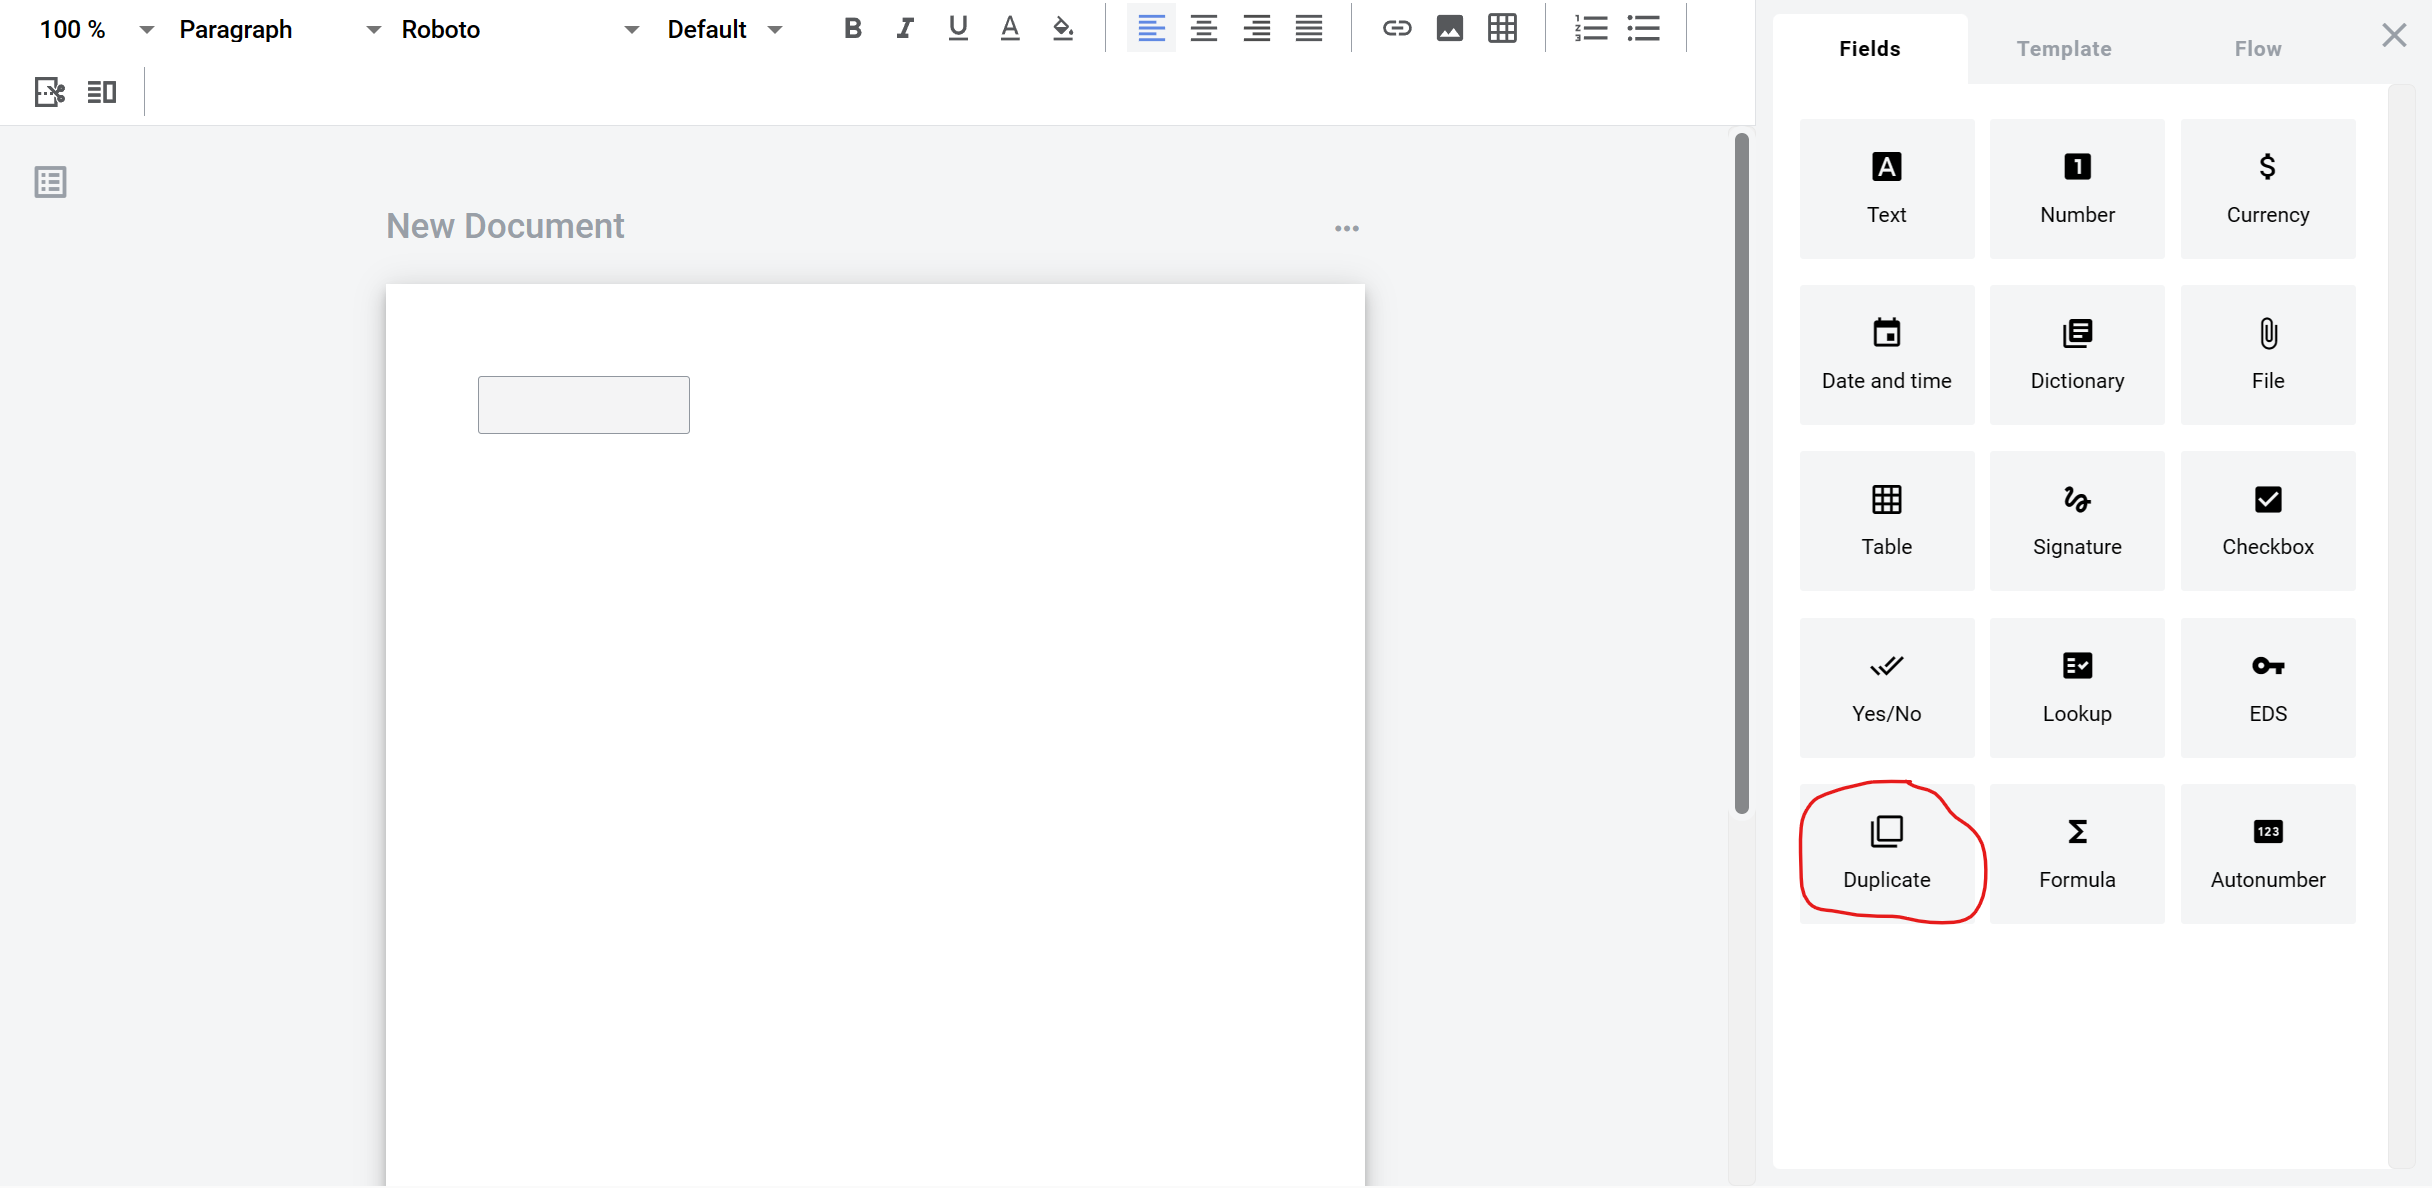 100 % Paragraph Roboto Default B I U A
Fields Template Flow
New Document
A 1 $
Text Number Currency
Date and time Dictionary File
Table Signature Checkbox
Yes/No Lookup EDS
Σ 123
Duplicate Formula Autonumber